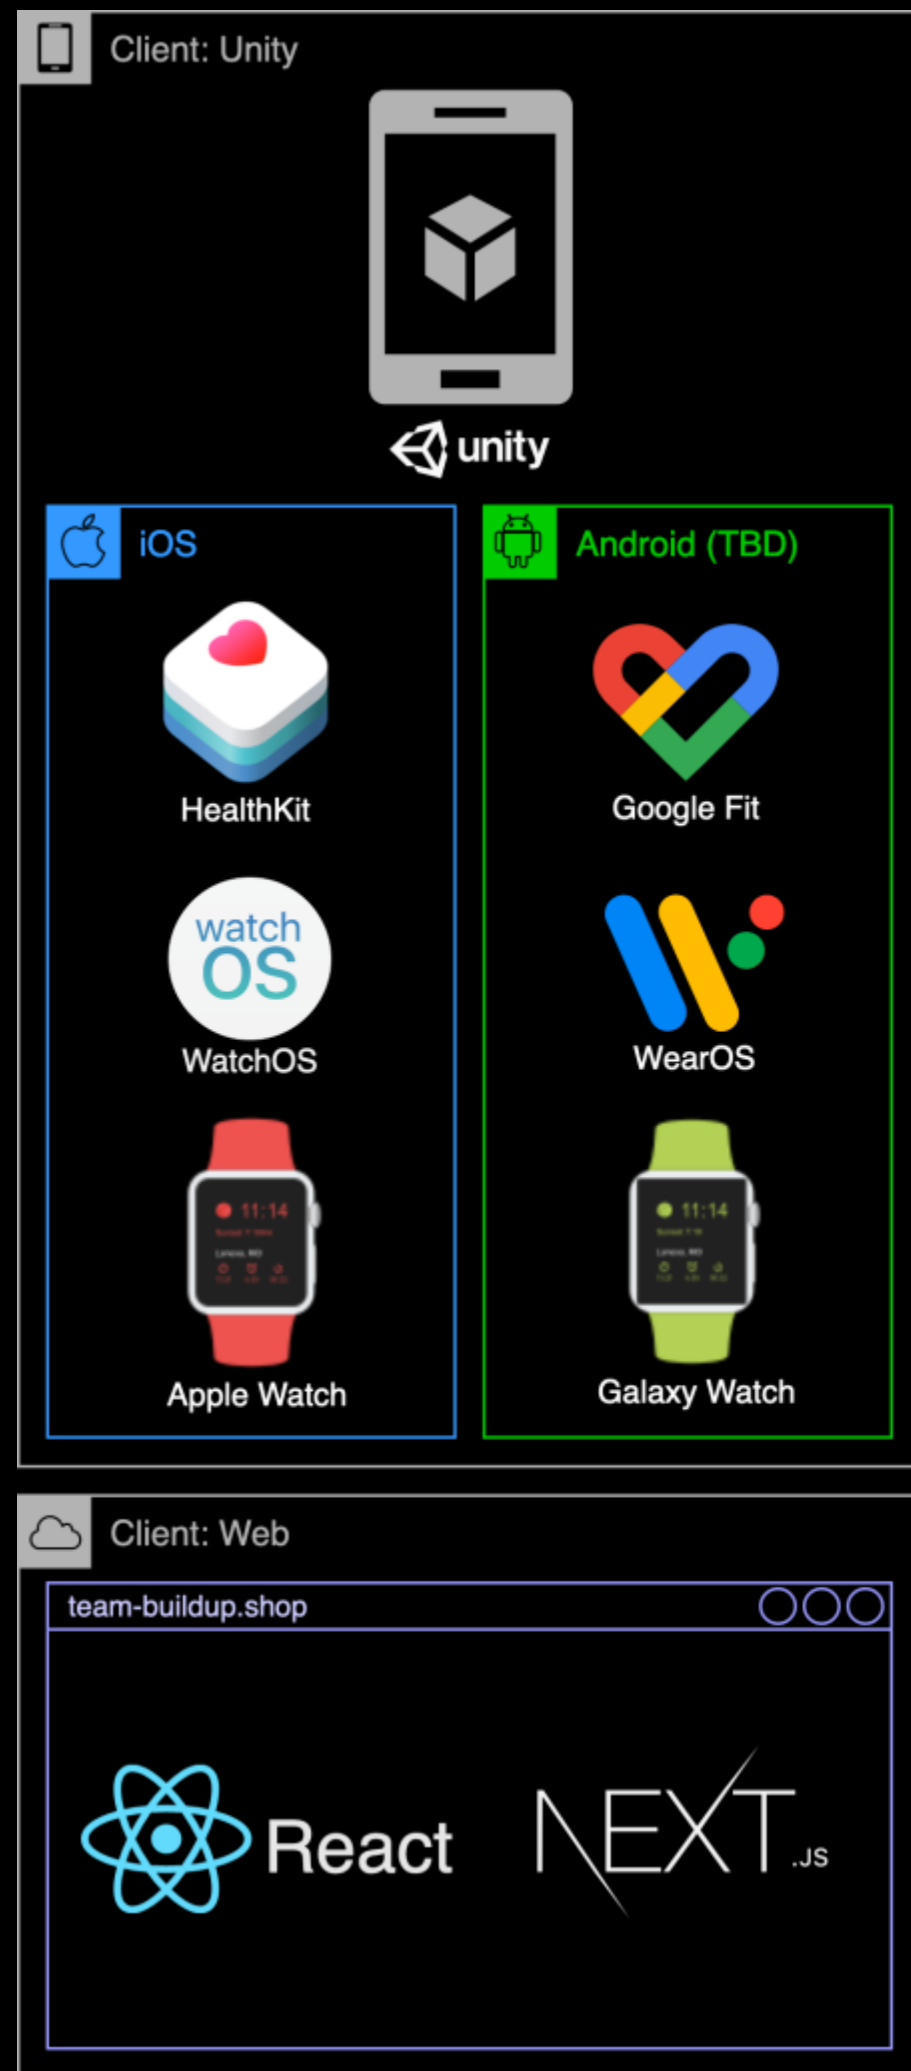 Client: Unity
unity
iOS
HealthKit
watch
OS
WatchOS
11:14
Apple Watch
Android (TBD)
Google Fit
WearOS
11:14
Galaxy Watch
Client: Web
team-buildup.shop
React
NEXT.JS